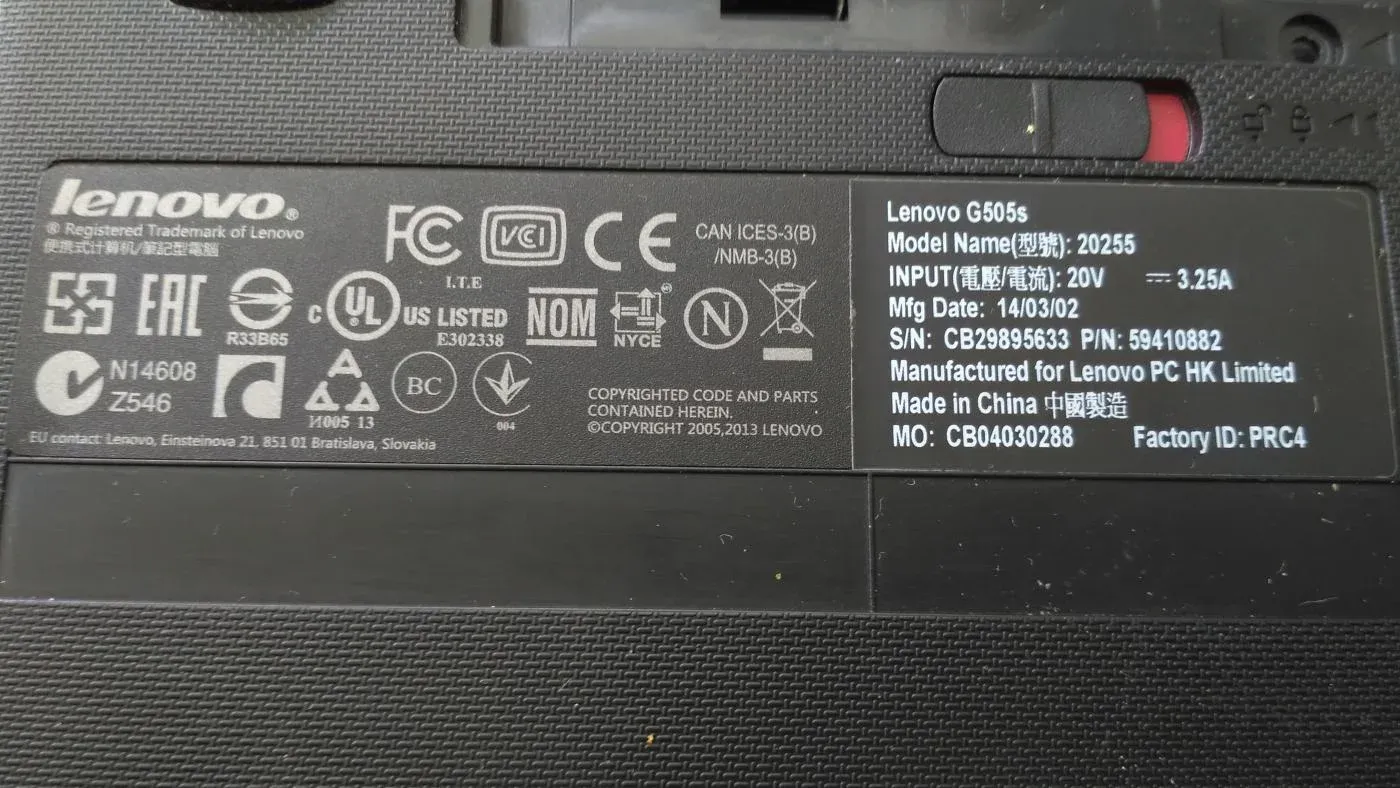 lenovo®
® Registered Trademark of Lenovo
便携式计算机/筆記型電腦
FCC
VCI
CE
CAN ICES-3(B)
/NMB-3(B)
I.T.E
EAC
R33B65
C UL US LISTED
E302338
NOM
NYCE
N
N14608
Z546
И005 13
BC
004
COPYRIGHTED CODE AND PARTS
CONTAINED HEREIN.
©COPYRIGHT 2005,2013 LENOVO
EU contact: Lenovo, Einsteinova 21, 851 01 Bratislava, Slovakia
Lenovo G505s
Model Name(型號): 20255
INPUT(電壓/電流): 20V ⎓ 3.25A
Mfg Date: 14/03/02
S/N: CB29895633 P/N: 59410882
Manufactured for Lenovo PC HK Limited
Made in China 中國製造
MO: CB04030288 Factory ID: PRC4